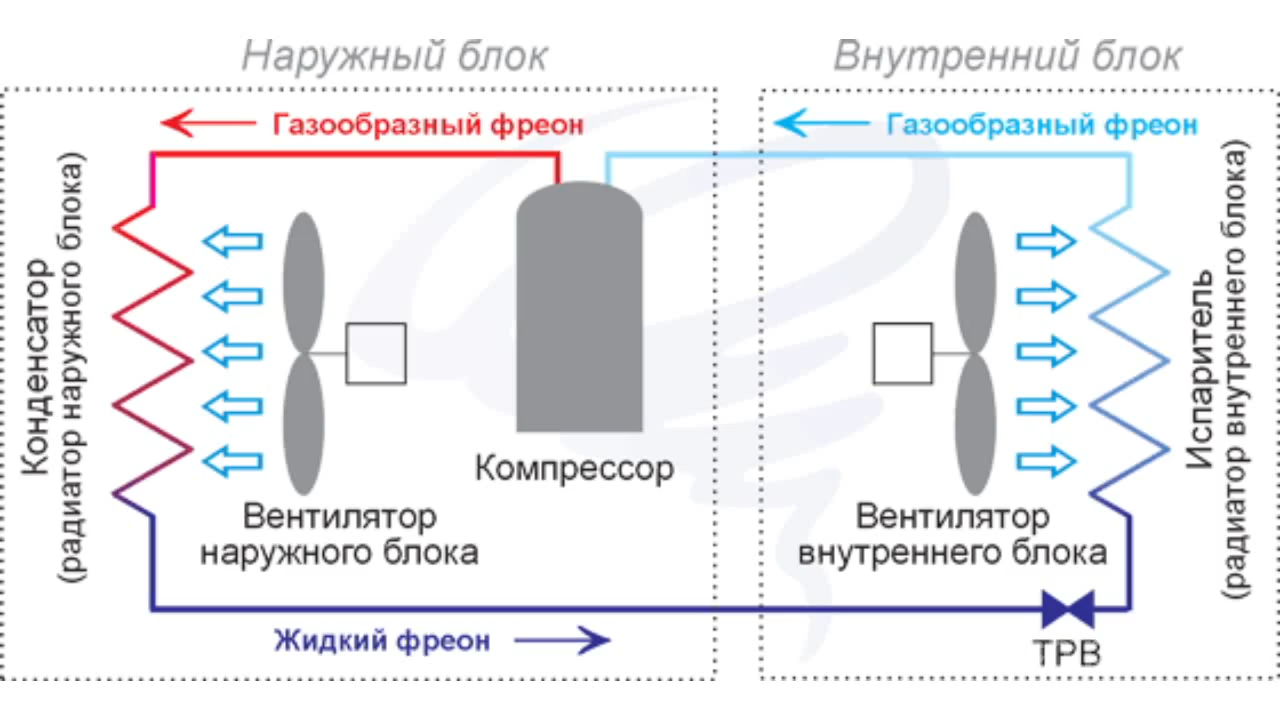 Наружный блок
Внутренний блок
Газообразный фреон
Газообразный фреон
Конденсатор
(радиатор наружного блока)
Компрессор
Вентилятор
наружного блока
Вентилятор
внутреннего блока
Испаритель
(радиатор внутреннего блока)
Жидкий фреон
ТРВ